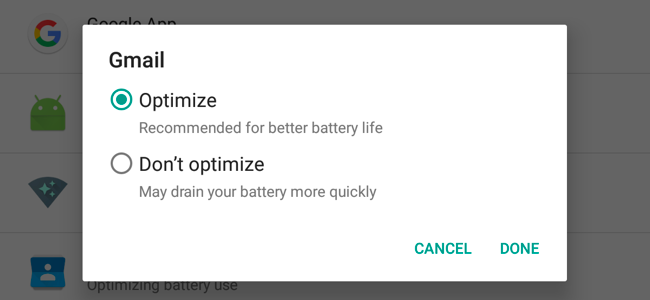 Google App
Gmail
Optimize
Recommended for better battery life
Don’t optimize
May drain your battery more quickly
CANCEL DONE
Optimizing battery use